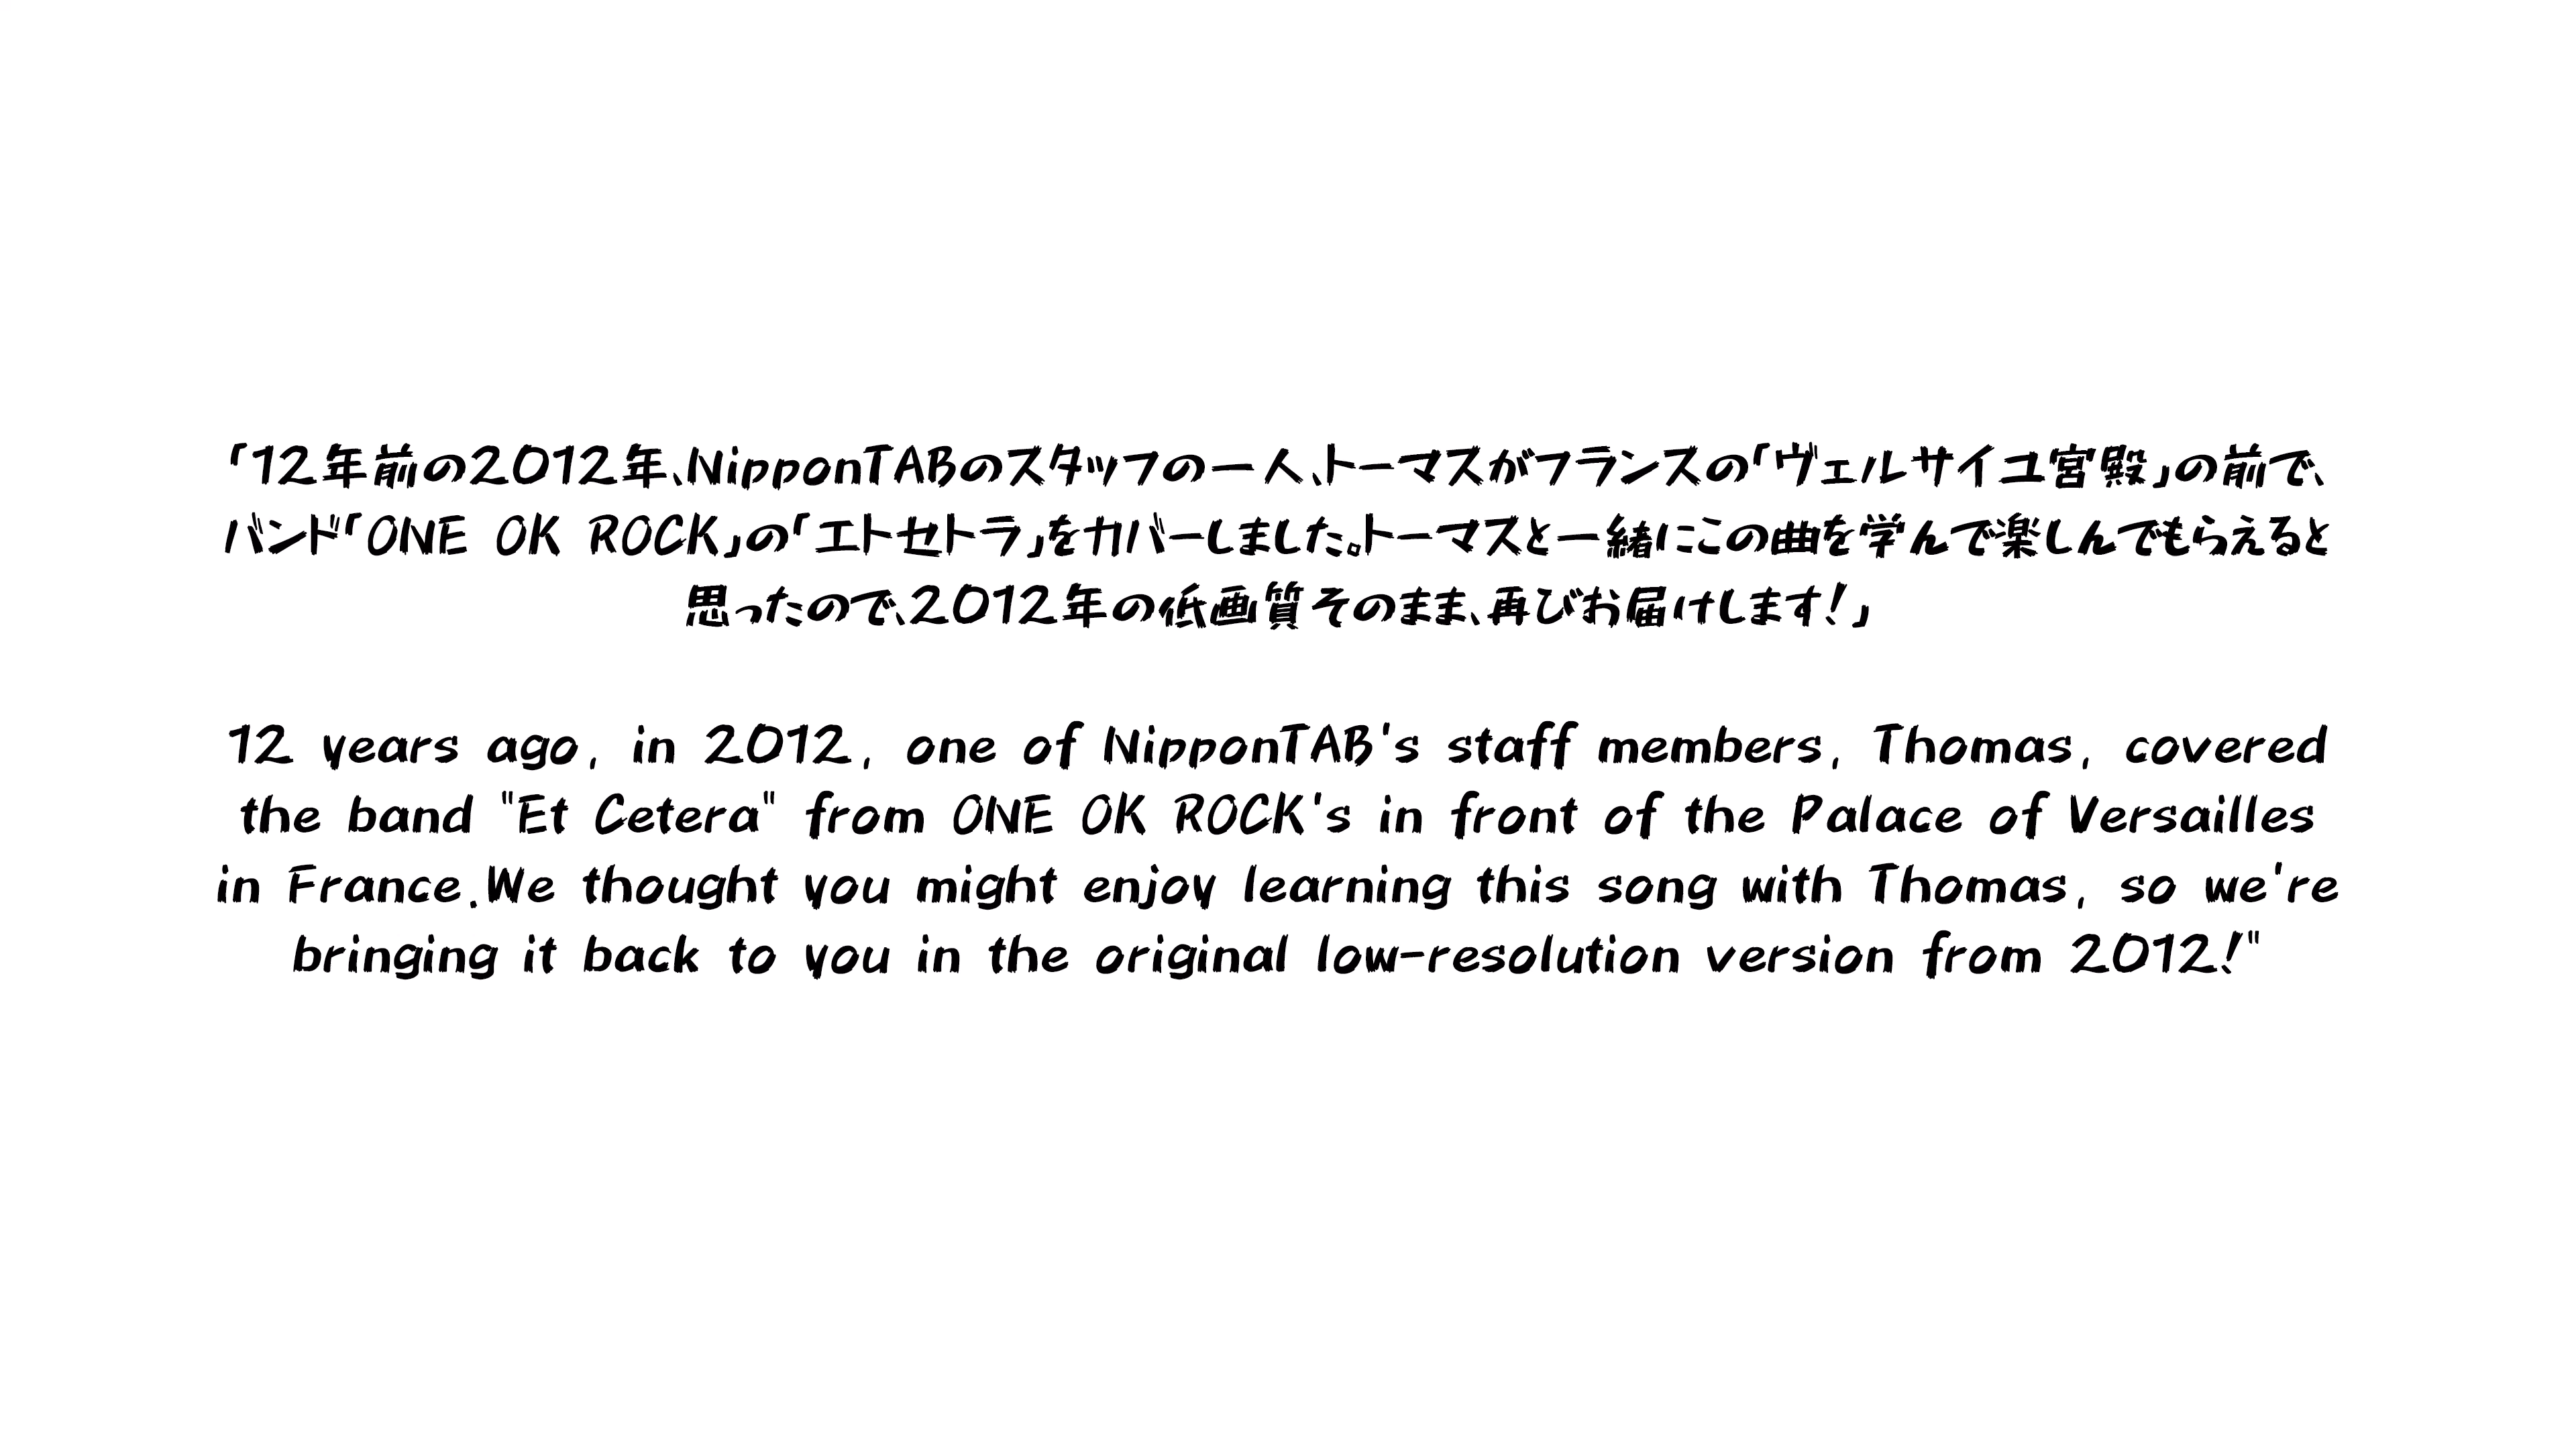 「12年前の2012年、NipponTABのスタッフの一人、トーマスがフランスの「ヴェルサイユ宮殿」の前で、
バンド「ONE OK ROCK」の「エトセトラ」をカバーしました。トーマスと一緒にこの曲を学んで楽しんでもらえると
思ったので、2012年の低画質そのまま、再びお届けします!」
12 years ago, in 2012, one of NipponTAB's staff members, Thomas, covered
the band "Et Cetera" from ONE OK ROCK's in front of the Palace of Versailles
in France.We thought you might enjoy learning this song with Thomas, so we're
bringing it back to you in the original low-resolution version from 2012!"